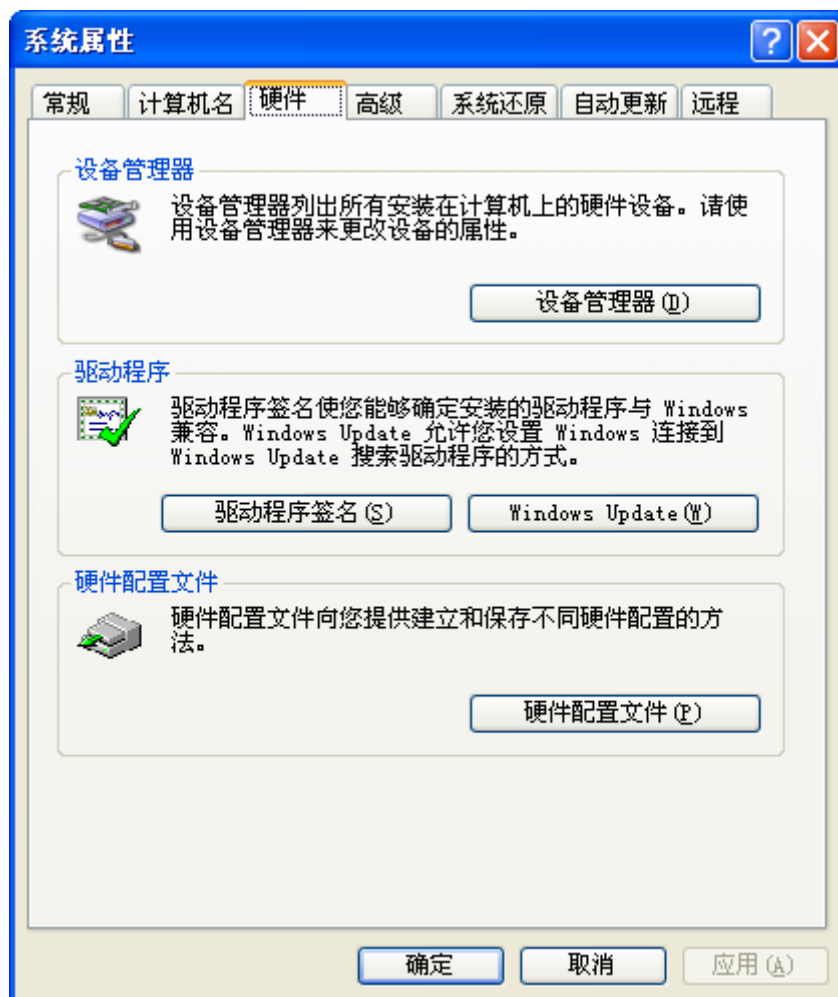 系统属性
常规 计算机名 硬件 高级 系统还原 自动更新 远程
设备管理器
设备管理器列出所有安装在计算机上的硬件设备。请使
用设备管理器来更改设备的属性。
设备管理器(D)
驱动程序
驱动程序签名使您能够确定安装的驱动程序与 Windows
兼容。Windows Update 允许您设置 Windows 连接到
Windows Update 搜索驱动程序的方式。
驱动程序签名(S) Windows Update(W)
硬件配置文件
硬件配置文件向您提供建立和保存不同硬件配置的方
法。
硬件配置文件(P)
确定 取消 应用(A)